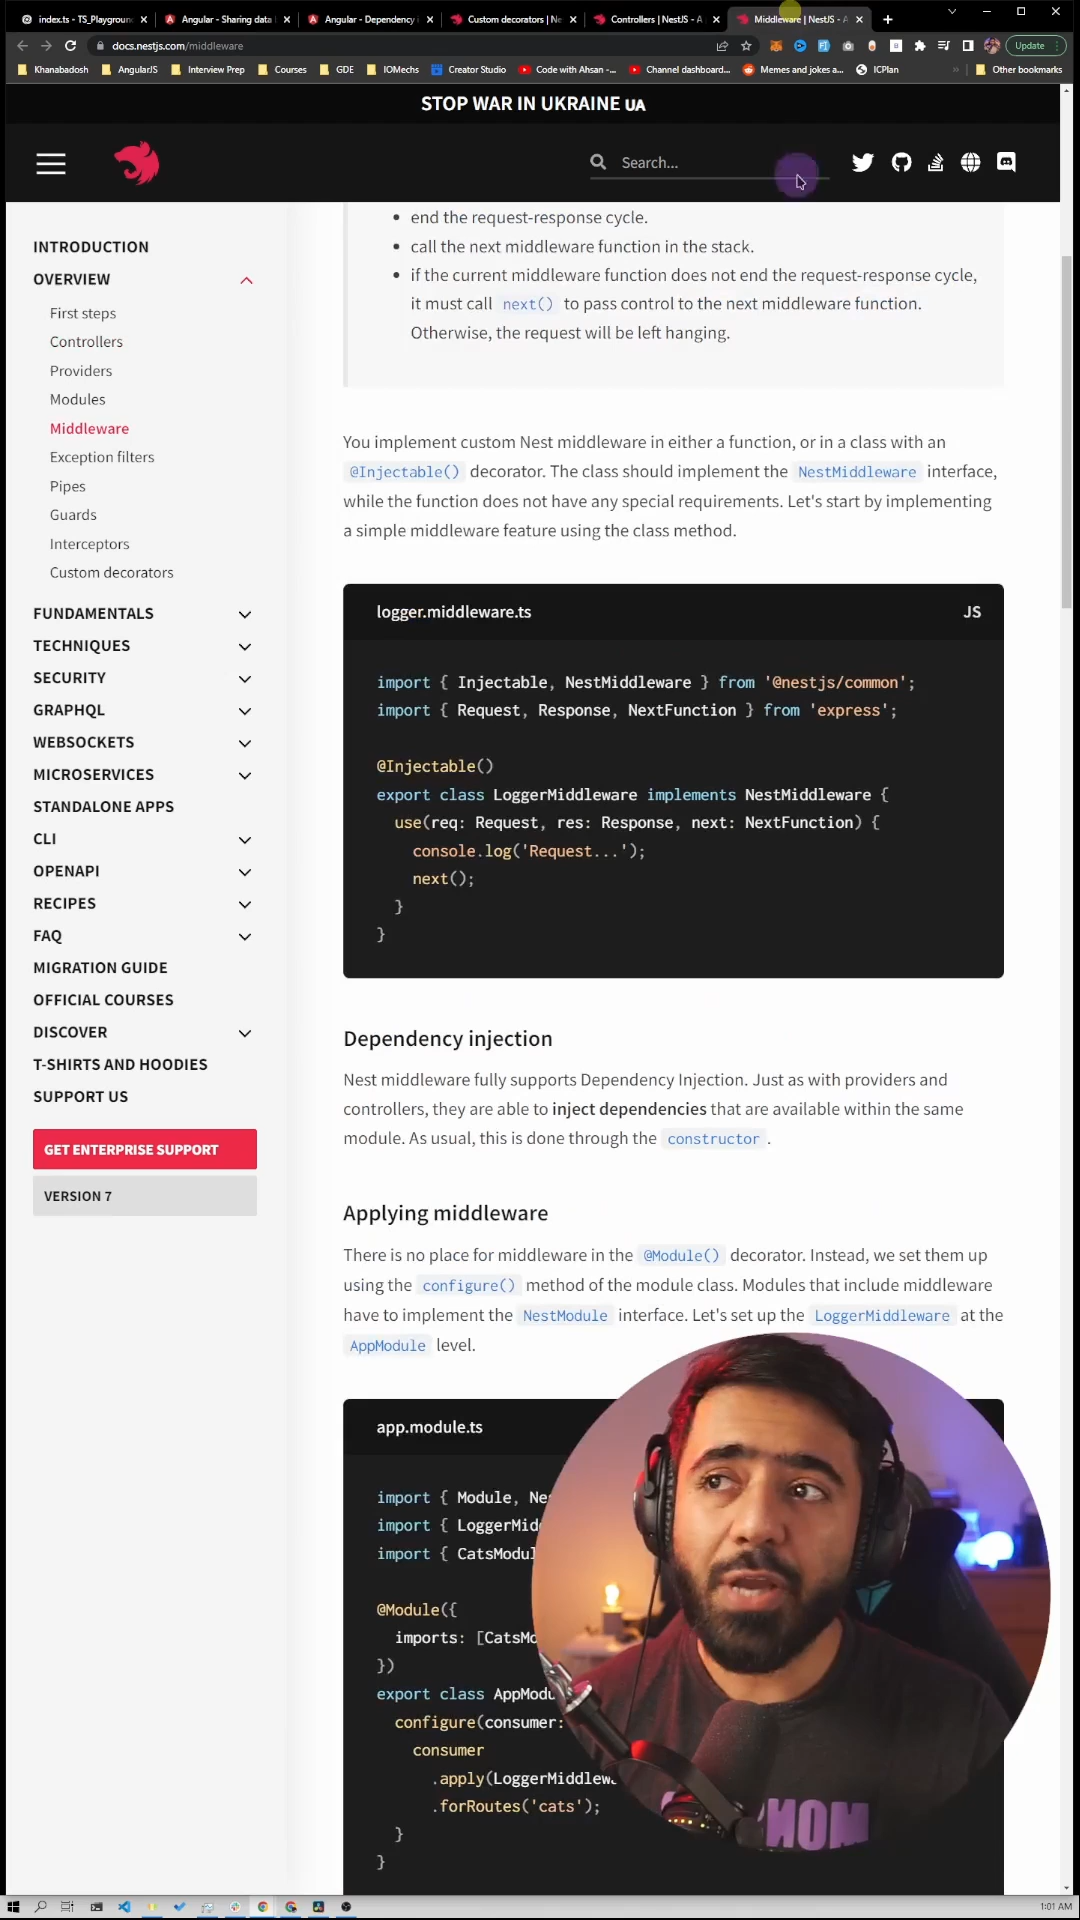 index.ts - TS_Playground
Angular - Sharing data
Angular - Dependency
Custom decorators | Ne
Controllers | NestJS - A
Middleware | NestJS - A
docs.nestjs.com/middleware
Update
Khanabadosh
AngularJS
Interview Prep
Courses
GDE
IOMechs
Creator Studio
Code with Ahsan -...
Channel dashboard...
Memes and jokes a...
ICPlan
»
Other bookmarks
STOP WAR IN UKRAINE UA
Search...
INTRODUCTION
OVERVIEW
First steps
Controllers
Providers
Modules
Middleware
Exception filters
Pipes
Guards
Interceptors
Custom decorators
FUNDAMENTALS
TECHNIQUES
SECURITY
GRAPHQL
WEBSOCKETS
MICROSERVICES
STANDALONE APPS
CLI
OPENAPI
RECIPES
FAQ
MIGRATION GUIDE
OFFICIAL COURSES
DISCOVER
T-SHIRTS AND HOODIES
SUPPORT US
GET ENTERPRISE SUPPORT
VERSION 7
• end the request-response cycle.
• call the next middleware function in the stack.
• if the current middleware function does not end the request-response cycle,
it must call next() to pass control to the next middleware function.
Otherwise, the request will be left hanging.
You implement custom Nest middleware in either a function, or in a class with an
@Injectable() decorator. The class should implement the NestMiddleware interface,
while the function does not have any special requirements. Let's start by implementing
a simple middleware feature using the class method.
logger.middleware.ts JS
import { Injectable, NestMiddleware } from '@nestjs/common';
import { Request, Response, NextFunction } from 'express';
@Injectable()
export class LoggerMiddleware implements NestMiddleware {
use(req: Request, res: Response, next: NextFunction) {
console.log('Request...');
next();
}
}
Dependency injection
Nest middleware fully supports Dependency Injection. Just as with providers and
controllers, they are able to inject dependencies that are available within the same
module. As usual, this is done through the constructor .
Applying middleware
There is no place for middleware in the @Module() decorator. Instead, we set them up
using the configure() method of the module class. Modules that include middleware
have to implement the NestModule interface. Let's set up the LoggerMiddleware at the
AppModule level.
app.module.ts
import { Module, Ne
import { LoggerMid
import { CatsModul
@Module({
imports: [CatsMo
})
export class AppModu
configure(consumer:
consumer
.apply(LoggerMiddlewa
.forRoutes('cats');
}
}
MOM
1:01 AM